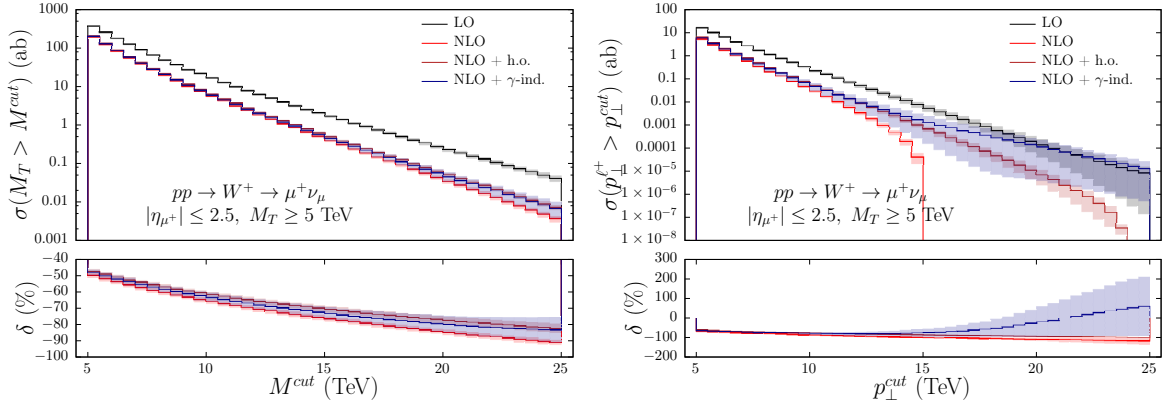 1000
100
10
1
0.1
0.01
0.001
σ(M_T > M^{cut}) (ab)
LO
NLO
NLO + h.o.
NLO + γ-ind.
pp → W⁺ → μ⁺ν_μ
|η_{μ⁺}| ≤ 2.5, M_T ≥ 5 TeV
−40
−50
−60
−70
−80
−90
−100
δ (%)
5 10 15 20 25
M^{cut} (TeV)
100
10
1
0.1
0.01
0.001
0.0001
1 × 10⁻⁵
1 × 10⁻⁶
1 × 10⁻⁷
1 × 10⁻⁸
σ(p_⊥^{ℓ⁺} > p_⊥^{cut}) (ab)
LO
NLO
NLO + h.o.
NLO + γ-ind.
pp → W⁺ → μ⁺ν_μ
|η_{μ⁺}| ≤ 2.5, M_T ≥ 5 TeV
300
200
100
0
−100
−200
δ (%)
5 10 15 20 25
p_⊥^{cut} (TeV)